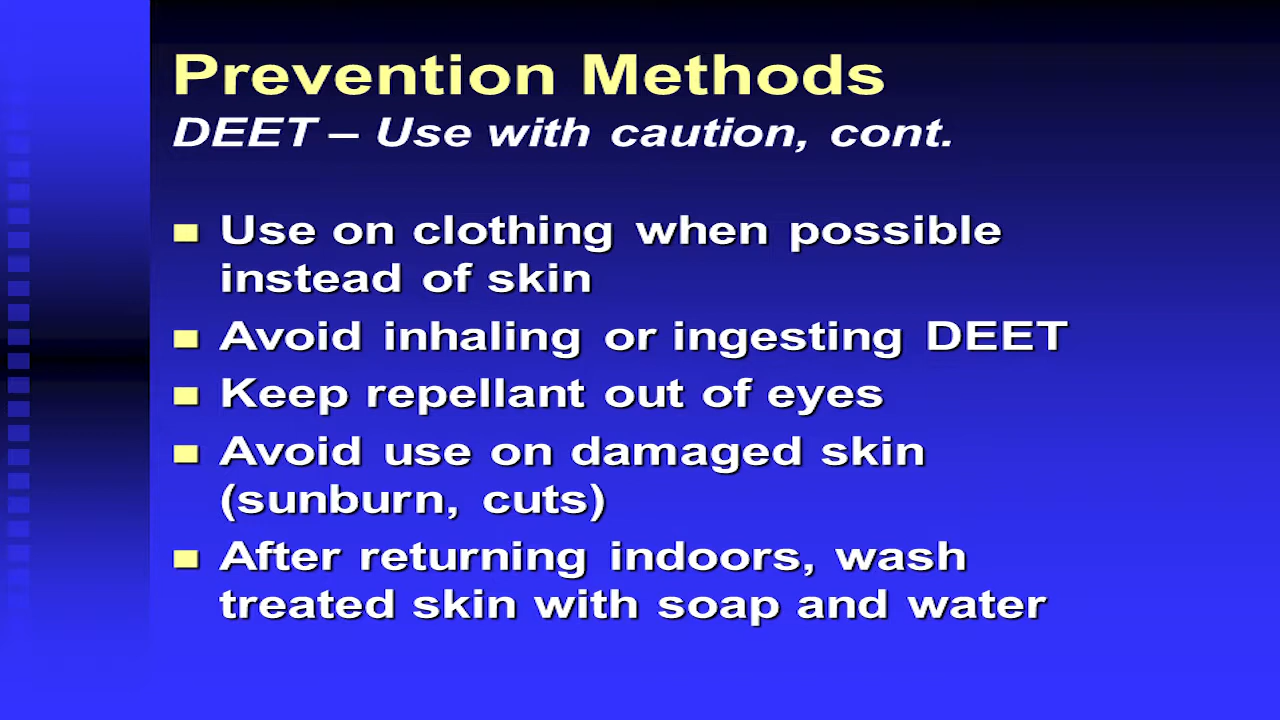 Prevention Methods
DEET – Use with caution, cont.
Use on clothing when possible
instead of skin
Avoid inhaling or ingesting DEET
Keep repellant out of eyes
Avoid use on damaged skin
(sunburn, cuts)
After returning indoors, wash
treated skin with soap and water